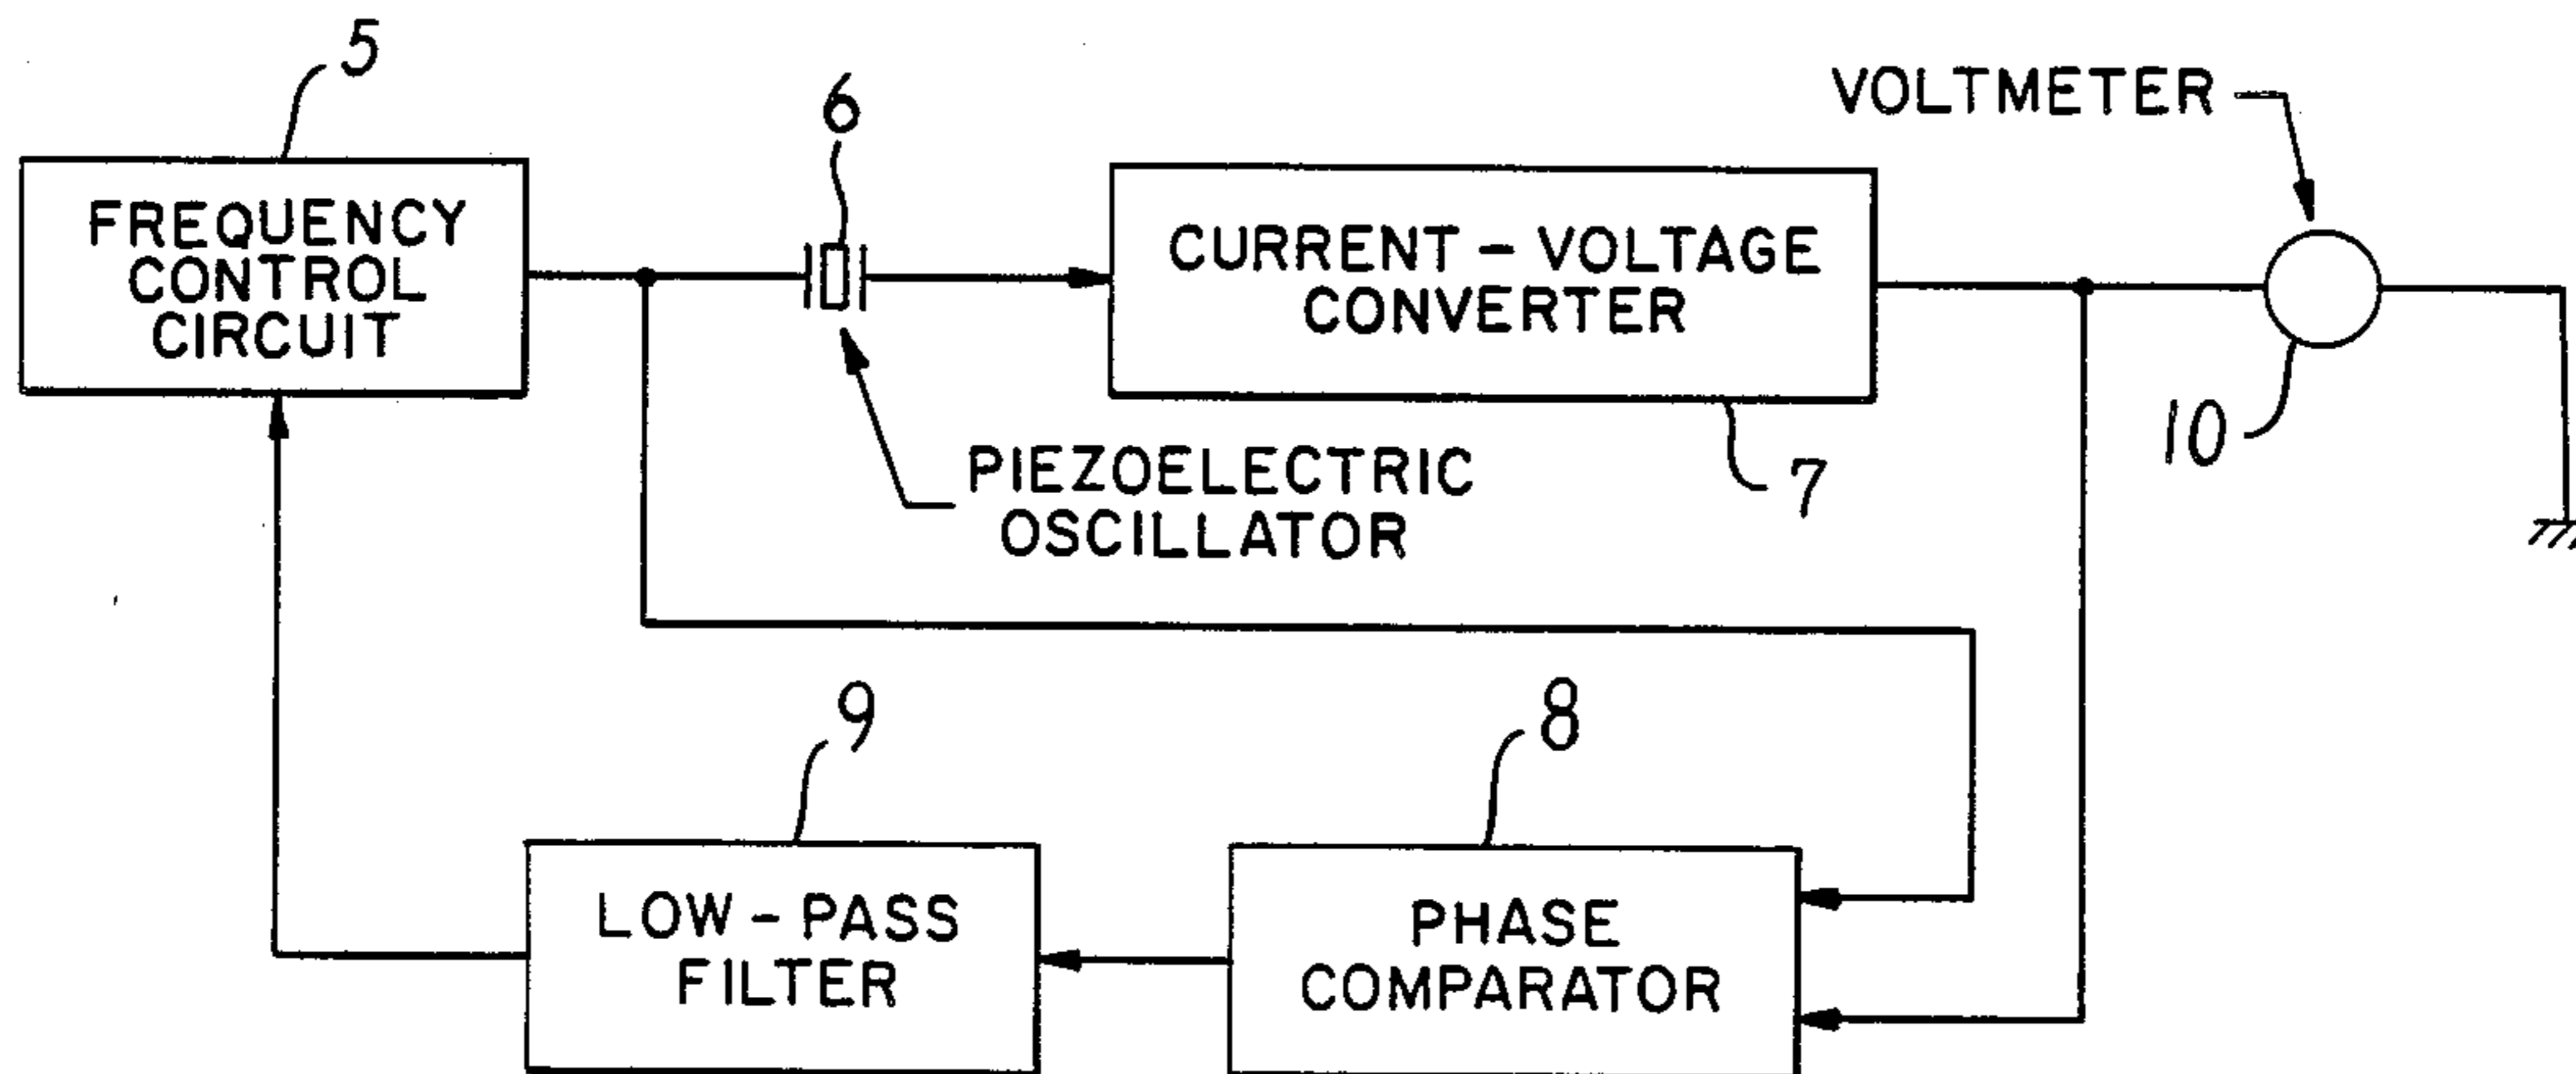 5
6
VOLTMETER
FREQUENCY
CONTROL
CIRCUIT
CURRENT - VOLTAGE
CONVERTER
10
7
PIEZOELECTRIC
OSCILLATOR
9
8
LOW - PASS
FILTER
PHASE
COMPARATOR